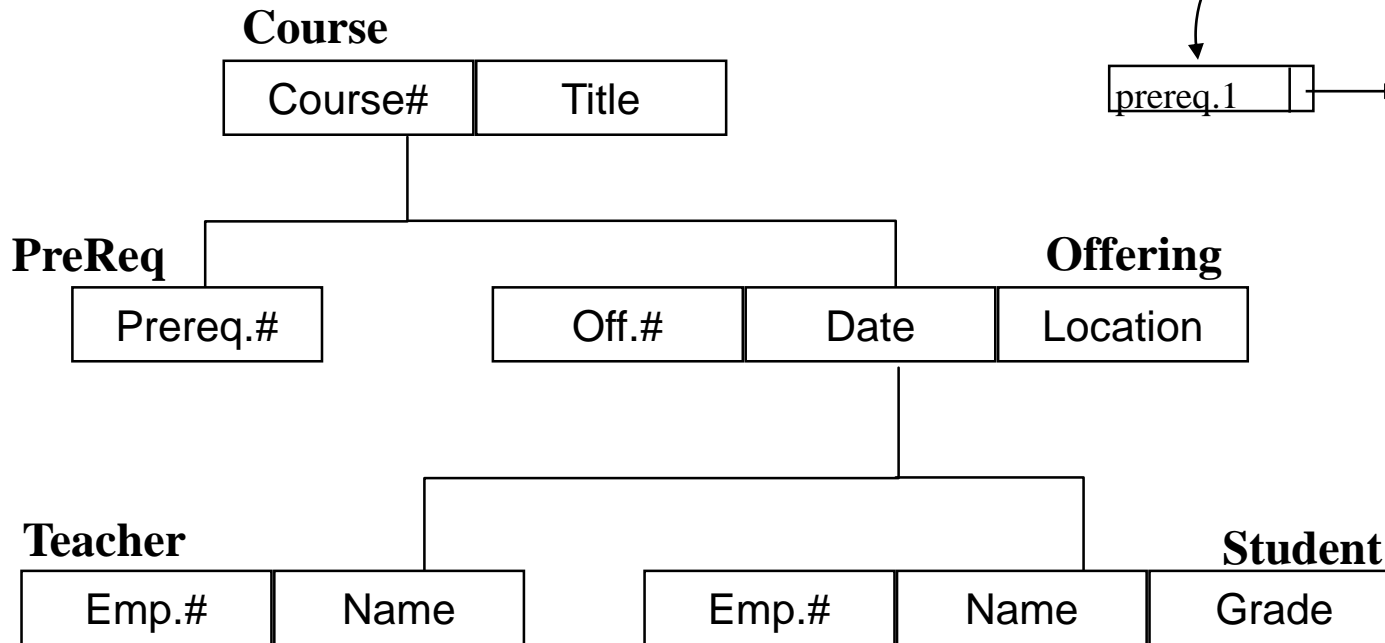 Course
Course# Title
prereq.1
PreReq
Offering
Prereq.#
Off.# Date Location
Teacher
Student
Emp.# Name
Emp.# Name Grade